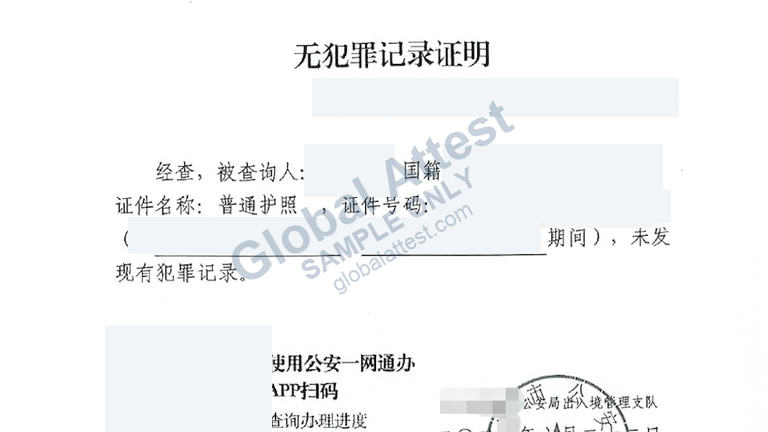 无犯罪记录证明
经查，被查询人： 国籍
证件名称：普通护照 ，证件号码：
（ 期间），未发
现有犯罪记录。
Global Attest
SAMPLE ONLY
globalattest.com
使用公安一网通办
APP扫码
查询办理进度
市公安
公安局出入境管理支队